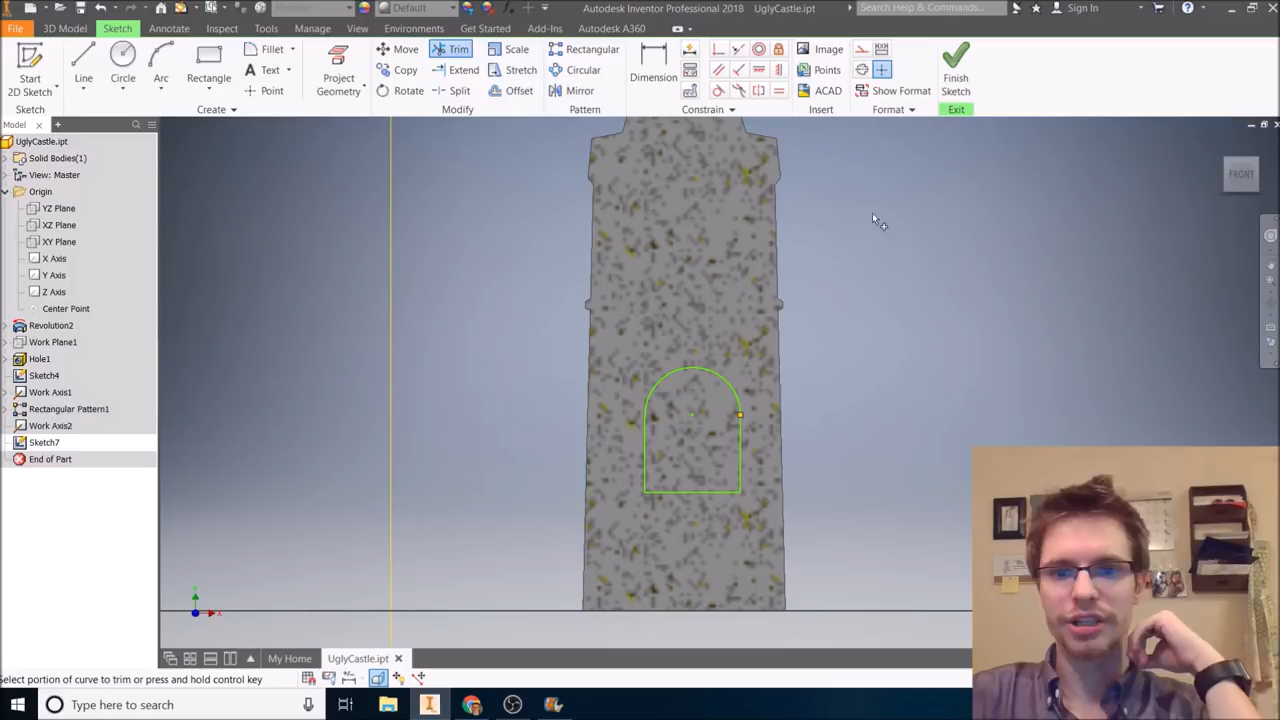 Autodesk Inventor Professional 2018 UglyCastle.ipt
Search Help & Commands...
Sign In
Default
File 3D Model Sketch Annotate Inspect Tools Manage View Environments Get Started Add-Ins Autodesk A360
Start
2D Sketch
Line
Circle
Arc
Rectangle
Fillet
Text
Point
Project
Geometry
Move
Copy
Rotate
Trim
Extend
Split
Scale
Stretch
Offset
Rectangular
Circular
Mirror
Dimension
Image
Points
ACAD
Show Format
Finish
Sketch
Sketch Create Modify Pattern Constrain Insert Format Exit
Model
UglyCastle.ipt
Solid Bodies(1)
View: Master
Origin
YZ Plane
XZ Plane
XY Plane
X Axis
Y Axis
Z Axis
Center Point
Revolution2
Work Plane1
Hole1
Sketch4
Work Axis1
Rectangular Pattern1
Work Axis2
Sketch7
End of Part
FRONT
My Home UglyCastle.ipt
Select portion of curve to trim or press and hold control key
Type here to search